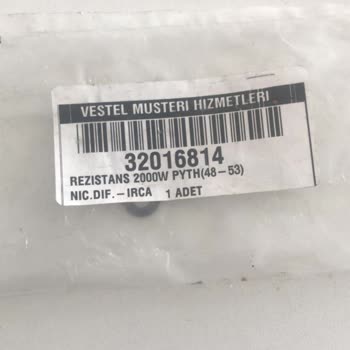 VESTEL MUSTERI HIZMETLERI
32016814
REZISTANS 2000W PYTH(48-53)
NIC.DIF.-IRCA 1 ADET